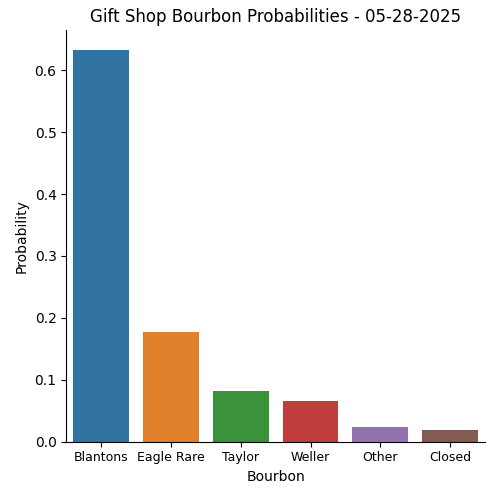 Gift Shop Bourbon Probabilities - 05-28-2025
0.6
0.5
0.4
0.3
0.2
0.1
0.0
Probability
Blantons Eagle Rare Taylor Weller Other Closed
Bourbon